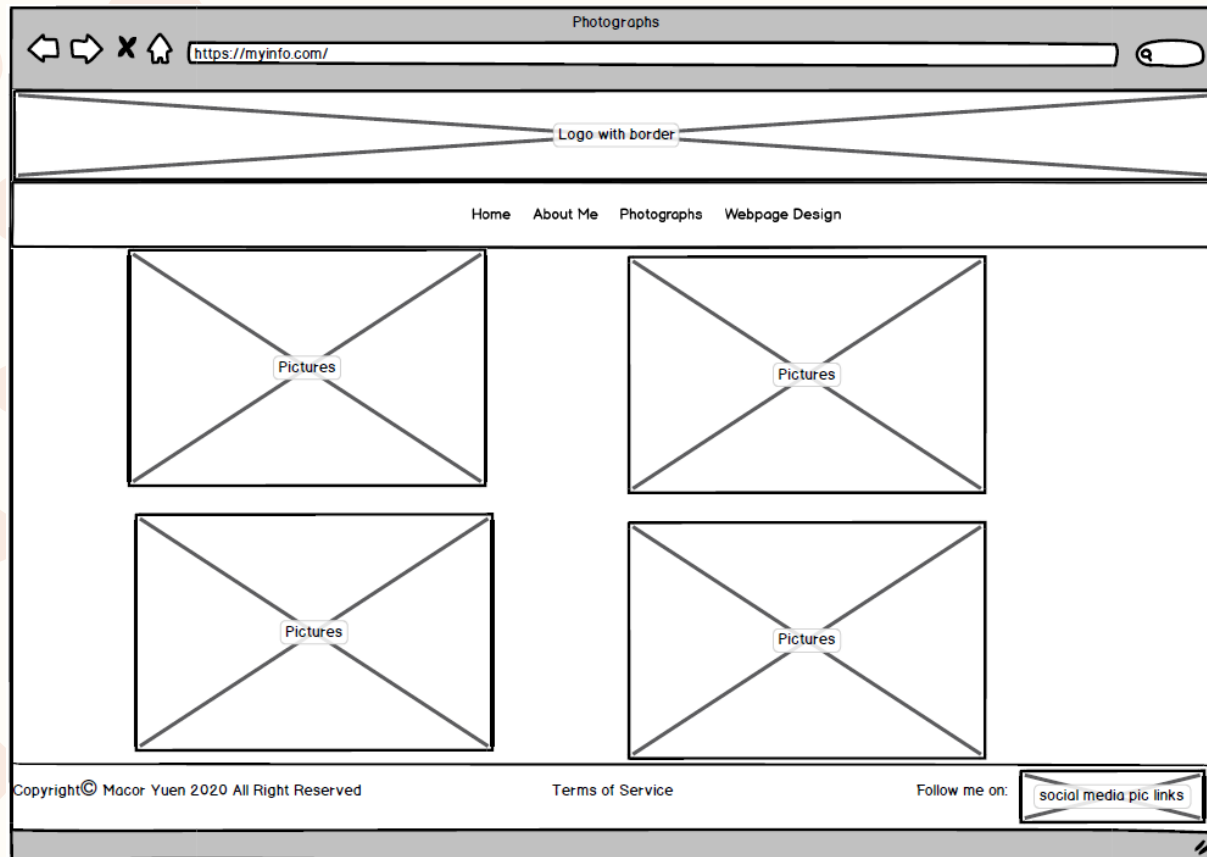 Photographs
https://myinfo.com/
Logo with border
Home About Me Photographs Webpage Design
Pictures
Pictures
Pictures
Pictures
Copyright© Macor Yuen 2020 All Right Reserved
Terms of Service
Follow me on:
social media pic links